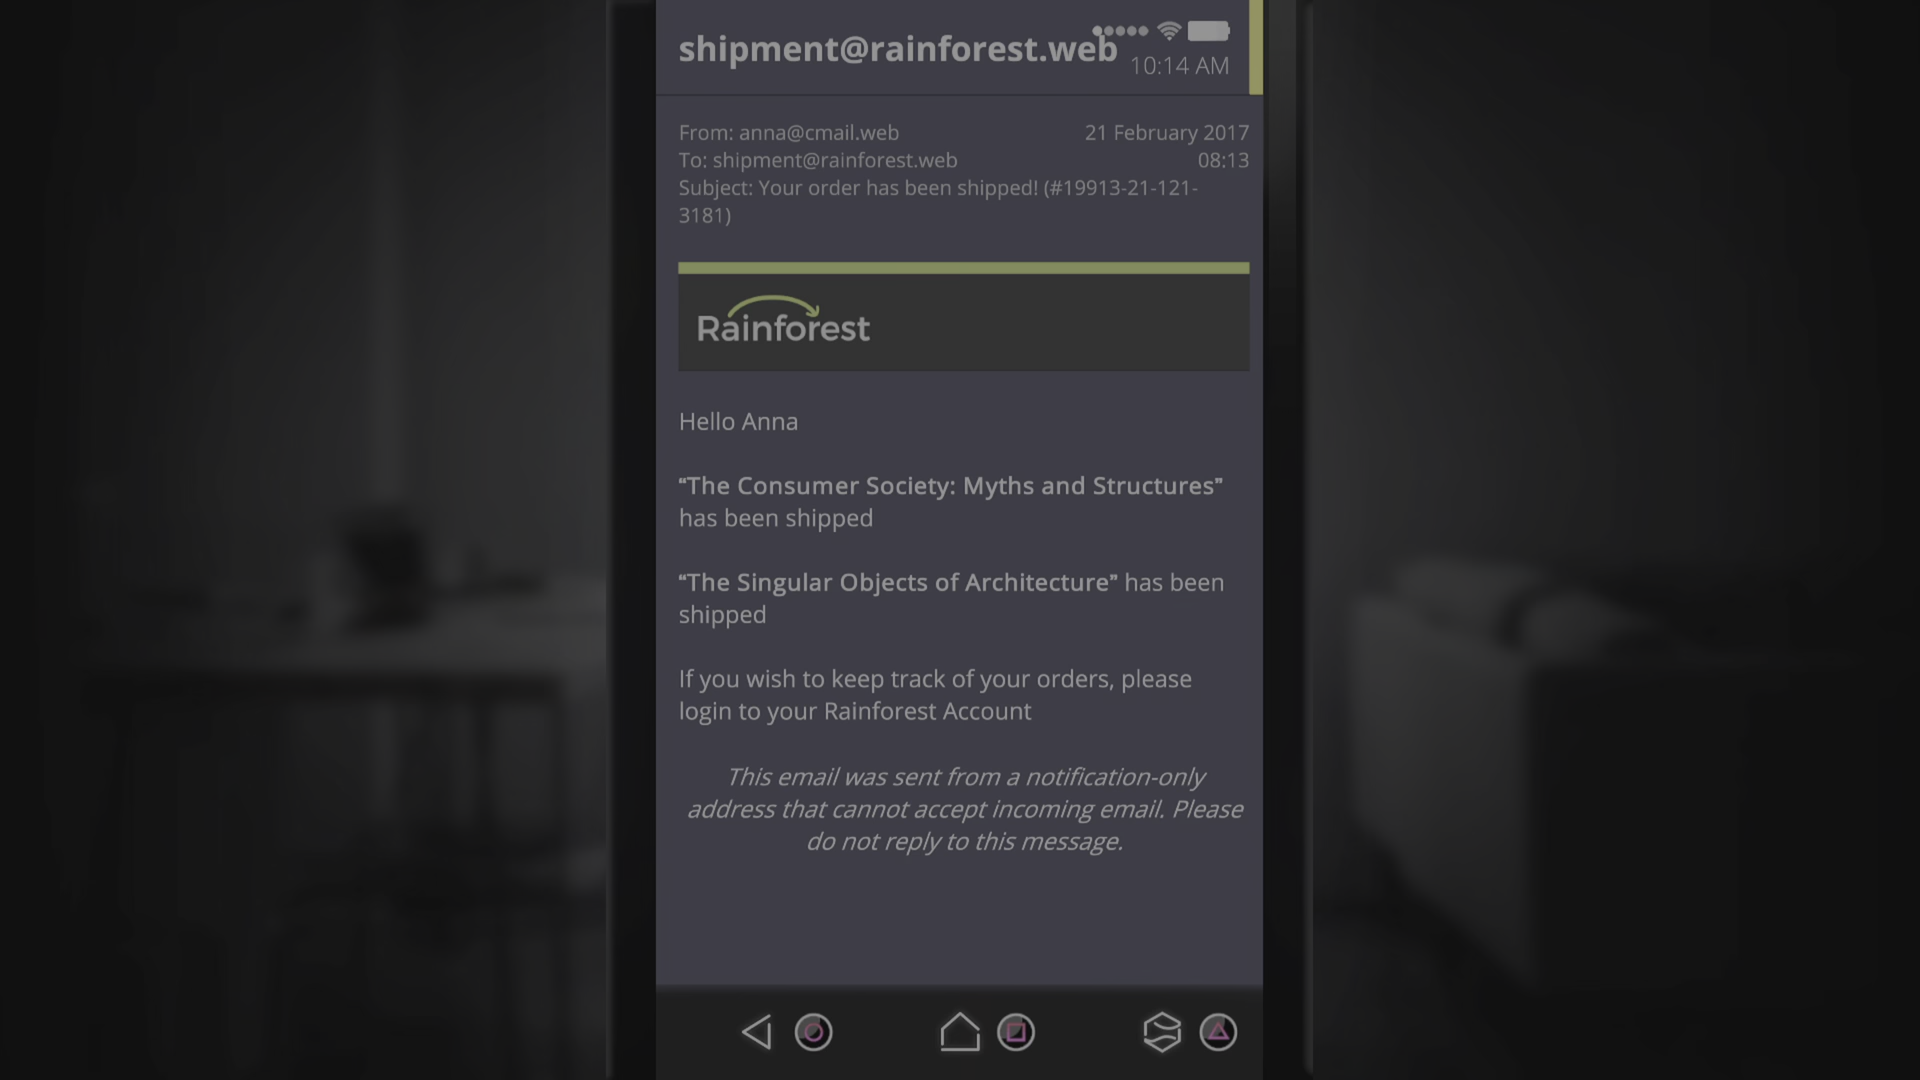 shipment@rainforest.web
10:14 AM
From: anna@cmail.web
21 February 2017
To: shipment@rainforest.web
08:13
Subject: Your order has been shipped! (#19913-21-121-
3181)
Rainforest
Hello Anna
“The Consumer Society: Myths and Structures”
has been shipped
“The Singular Objects of Architecture” has been
shipped
If you wish to keep track of your orders, please
login to your Rainforest Account
This email was sent from a notification-only
address that cannot accept incoming email. Please
do not reply to this message.